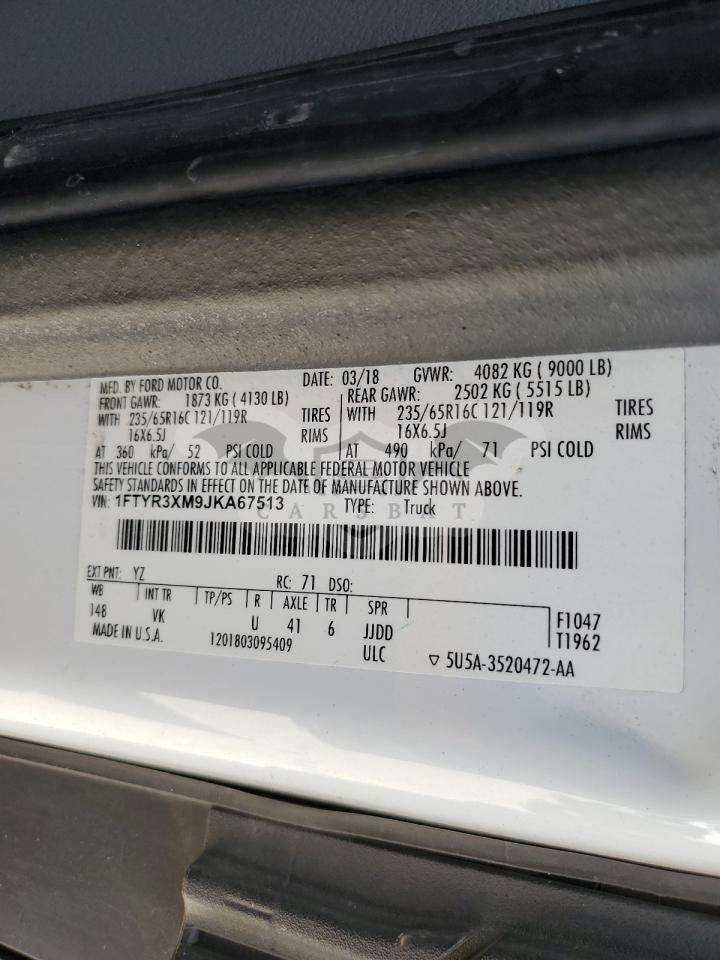 MFD. BY FORD MOTOR CO. DATE: 03/18 GVWR: 4082 KG ( 9000 LB)
FRONT GAWR: 1873 KG ( 4130 LB) REAR GAWR: 2502 KG ( 5515 LB)
WITH 235/65R16C 121/119R TIRES WITH 235/65R16C 121/119R TIRES
16X6.5J RIMS 16X6.5J RIMS
AT 360 kPa/ 52 PSI COLD AT 490 kPa/ 71 PSI COLD
THIS VEHICLE CONFORMS TO ALL APPLICABLE FEDERAL MOTOR VEHICLE
SAFETY STANDARDS IN EFFECT ON THE DATE OF MANUFACTURE SHOWN ABOVE.
VIN: 1FTYR3XM9JKA67513 TYPE: Truck
CARSBAT
EXT PNT: YZ RC: 71 DSO:
WB INT TR TP/PS R AXLE TR SPR
148 VK U 41 6 JJDD F1047
MADE IN U.S.A. 1201803095409 ULC T1962
▽ 5U5A-3520472-AA